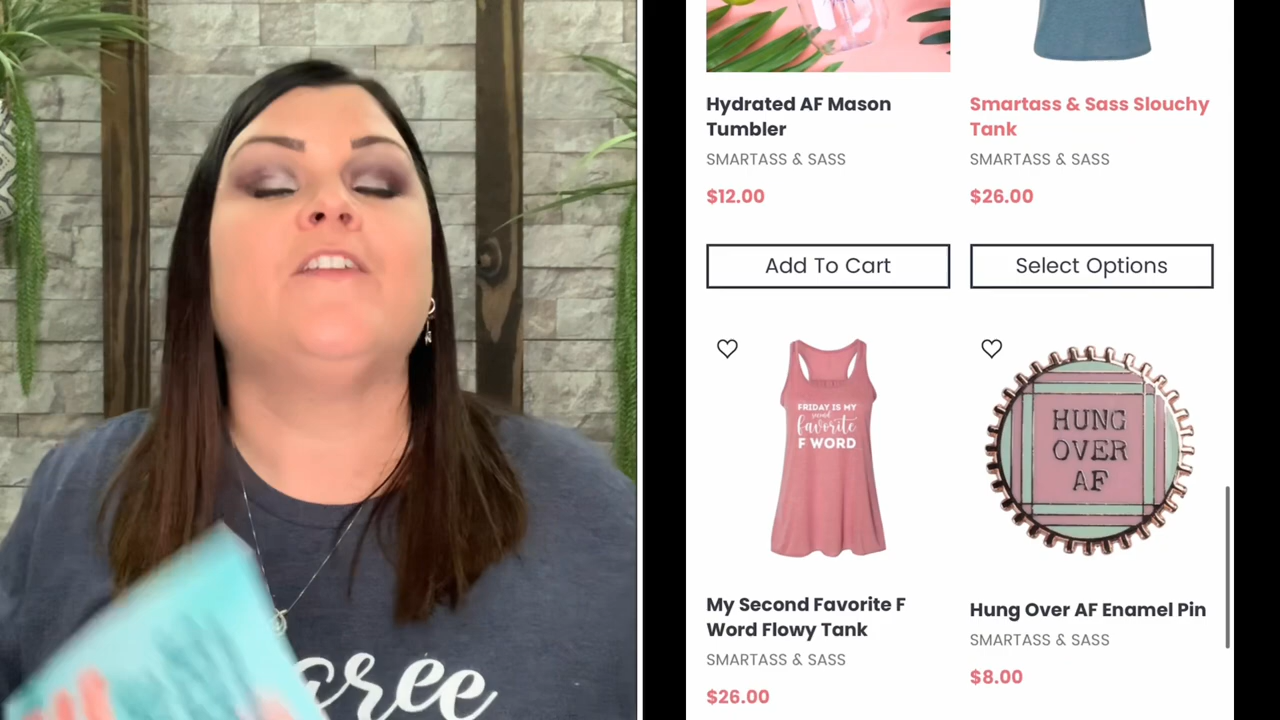 Hydrated AF Mason
Tumbler
SMARTASS & SASS
$12.00
Add To Cart
Smartass & Sass Slouchy
Tank
SMARTASS & SASS
$26.00
Select Options
FRIDAY IS MY
second
favorite
F WORD
My Second Favorite F
Word Flowy Tank
SMARTASS & SASS
$26.00
HUNG
OVER
AF
Hung Over AF Enamel Pin
SMARTASS & SASS
$8.00